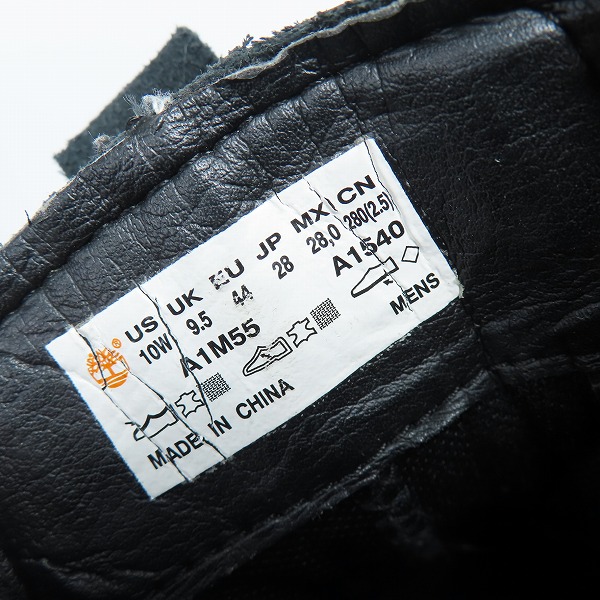 US UK EU JP MX CN
10W 9.5 44 28 28,0 280(2.5)
A1M55 A1540
MENS
MADE IN CHINA